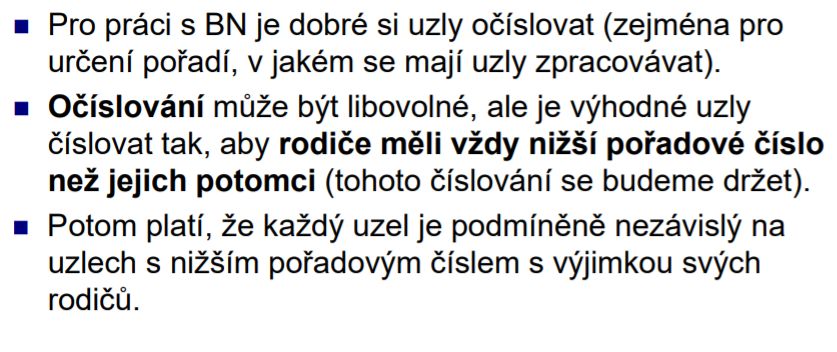 Pro práci s BN je dobré si uzly očíslovat (zejména pro
určení pořadí, v jakém se mají uzly zpracovávat).
Očíslování může být libovolné, ale je výhodné uzly
číslovat tak, aby rodiče měli vždy nižší pořadové číslo
než jejich potomci (tohoto číslování se budeme držet).
Potom platí, že každý uzel je podmíněně nezávislý na
uzlech s nižším pořadovým číslem s výjimkou svých
rodičů.